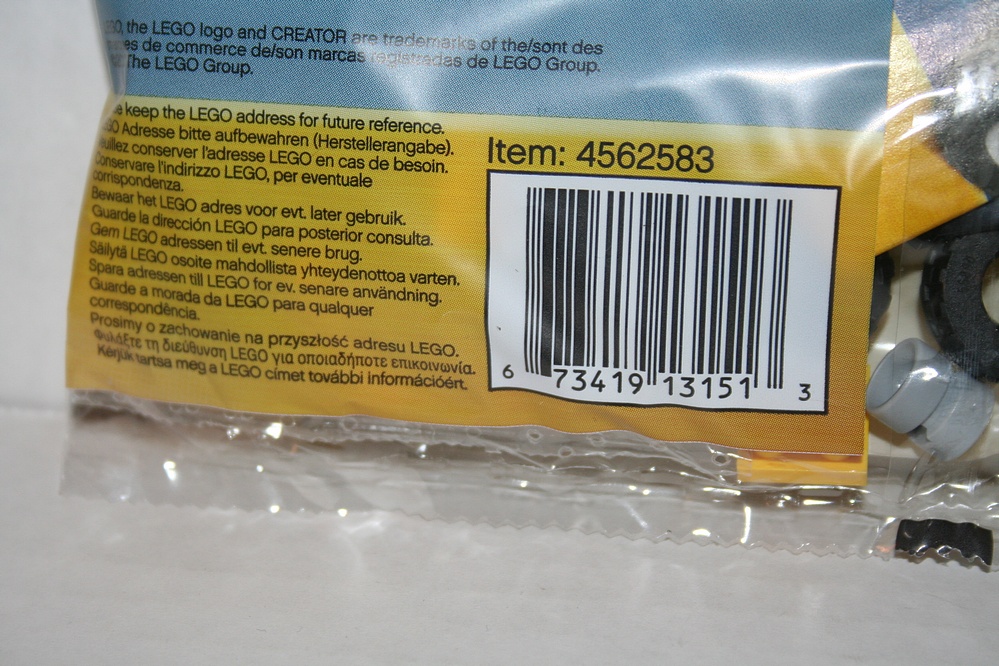 the LEGO logo and CREATOR are trademarks of the/sont des
de commerce de/son marcas registradas de LEGO Group.
The LEGO Group.
keep the LEGO address for future reference.
Adresse bitte aufbewahren (Herstellerangabe).
conserver l'adresse LEGO en cas de besoin.
Conservare l'indirizzo LEGO, per eventuale
corrispondenza.
Bewaar het LEGO adres voor evt. later gebruik.
Guarde la dirección LEGO para posterior consulta.
Gem LEGO adressen til evt. senere brug.
Säilytä LEGO osoite mahdollista yhteydenottoa varten.
Spara adressen till LEGO for ev. senare användning.
Guarde a morada da LEGO para qualquer
correspondência.
Prosimy o zachowanie na przyszłość adresu LEGO.
Φυλάξτε τη διεύθυνση LEGO για οποιαδήποτε επικοινωνία.
Kérjük tartsa meg a LEGO címet további információért.
Item: 4562583
6 73419 13151 3